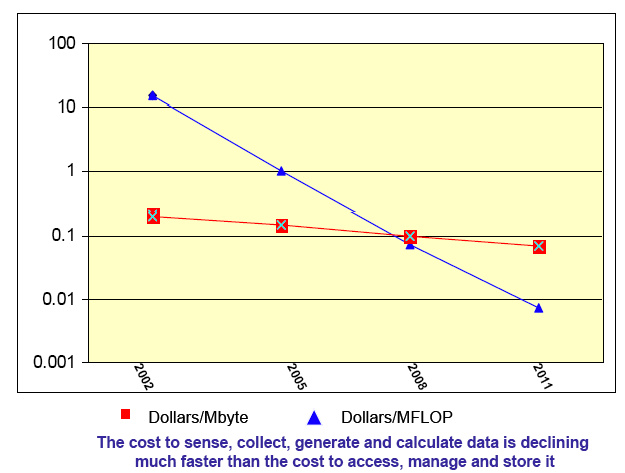 100
10
1
0.1
0.01
0.001
2002
2005
2008
2011
Dollars/Mbyte
Dollars/MFLOP
The cost to sense, collect, generate and calculate data is declining
much faster than the cost to access, manage and store it